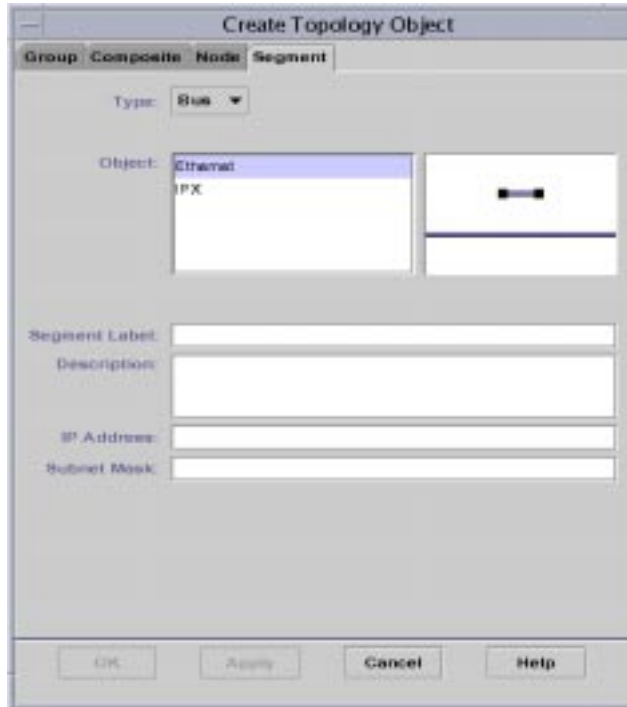 Create Topology Object
Group Composite Node Segment
Type: Bus
Object: Ethernet
IPX
Segment Label:
Description:
IP Address:
Subnet Mask:
OK Apply Cancel Help